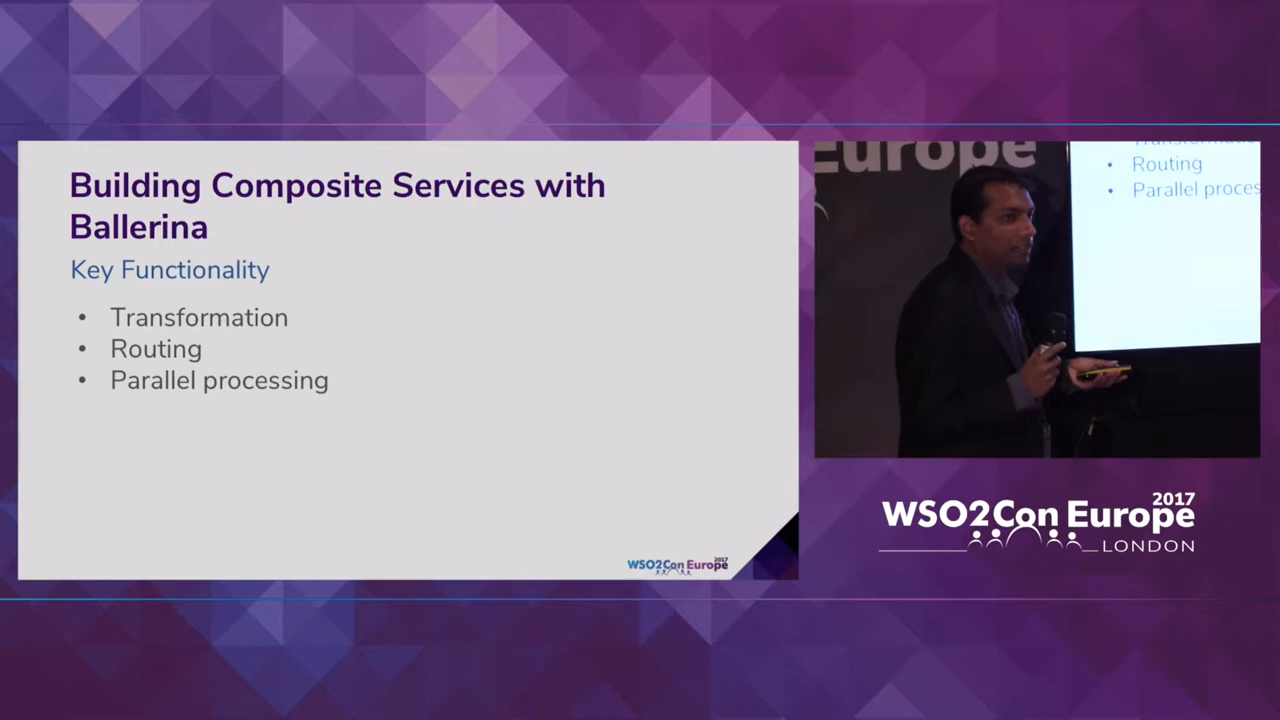 Building Composite Services with
Ballerina
Key Functionality
• Transformation
• Routing
• Parallel processing
WSO2Con Europe 2017
Europe
• Routing
• Parallel proces
WSO2Con Europe 2017
LONDON